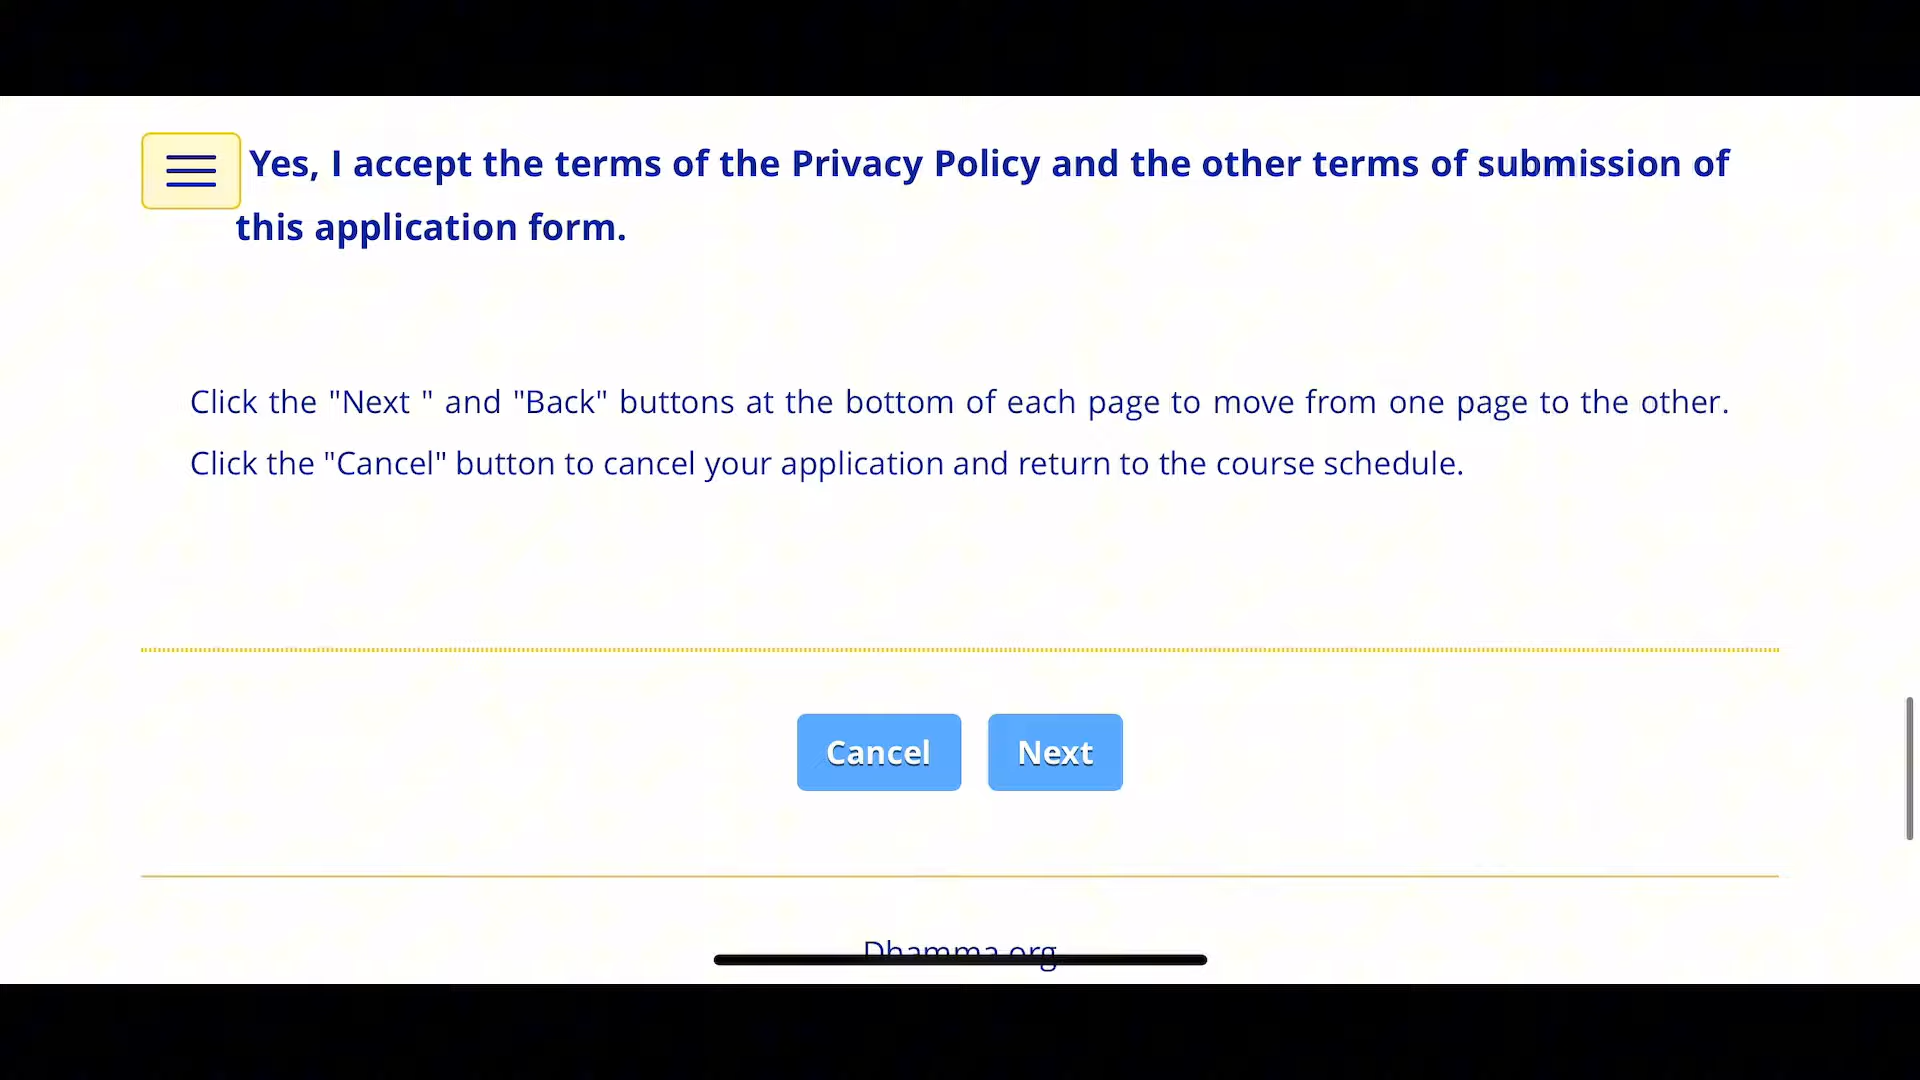 Yes, I accept the terms of the Privacy Policy and the other terms of submission of
this application form.
Click the "Next " and "Back" buttons at the bottom of each page to move from one page to the other.
Click the "Cancel" button to cancel your application and return to the course schedule.
Cancel
Next
Dhamma.org